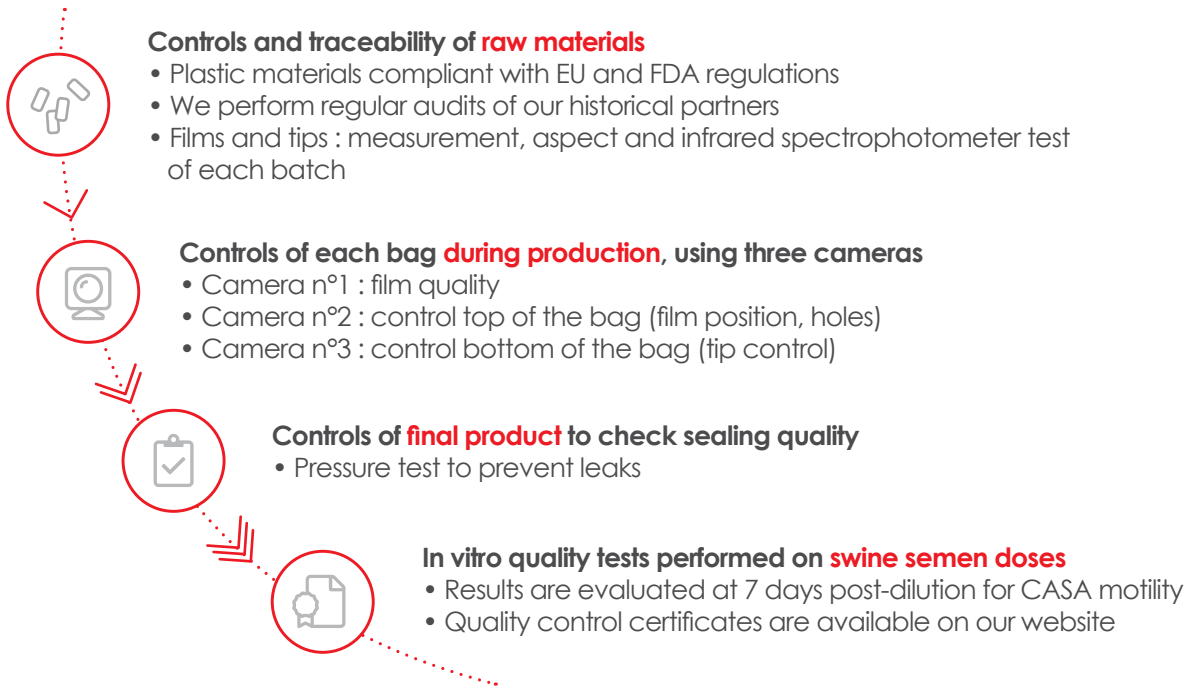 Controls and traceability of raw materials
• Plastic materials compliant with EU and FDA regulations
• We perform regular audits of our historical partners
• Films and tips : measurement, aspect and infrared spectrophotometer test
of each batch
Controls of each bag during production, using three cameras
• Camera n°1 : film quality
• Camera n°2 : control top of the bag (film position, holes)
• Camera n°3 : control bottom of the bag (tip control)
Controls of final product to check sealing quality
• Pressure test to prevent leaks
In vitro quality tests performed on swine semen doses
• Results are evaluated at 7 days post-dilution for CASA motility
• Quality control certificates are available on our website